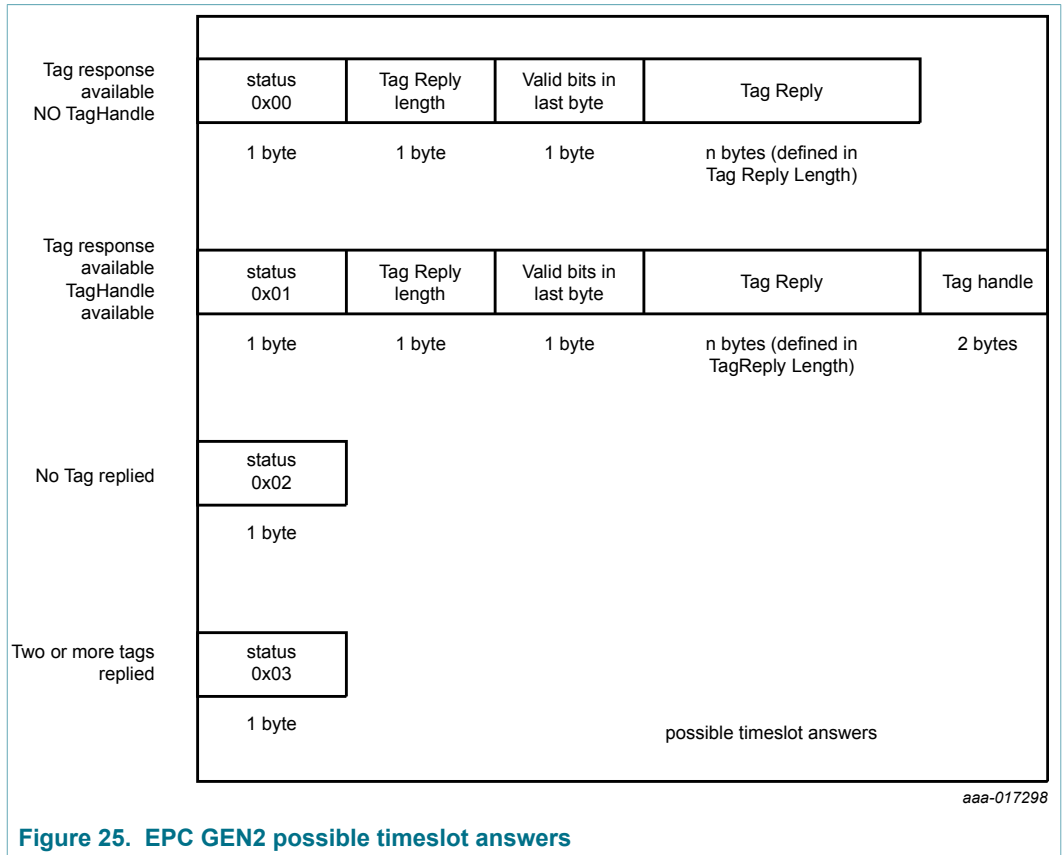 Tag response
available
NO TagHandle
status
0x00
Tag Reply
length
Valid bits in
last byte
Tag Reply
1 byte
1 byte
1 byte
n bytes (defined in
Tag Reply Length)
Tag response
available
TagHandle
available
status
0x01
Tag Reply
length
Valid bits in
last byte
Tag Reply
Tag handle
1 byte
1 byte
1 byte
n bytes (defined in
TagReply Length)
2 bytes
No Tag replied
status
0x02
1 byte
Two or more tags
replied
status
0x03
1 byte
possible timeslot answers
aaa-017298
Figure 25. EPC GEN2 possible timeslot answers